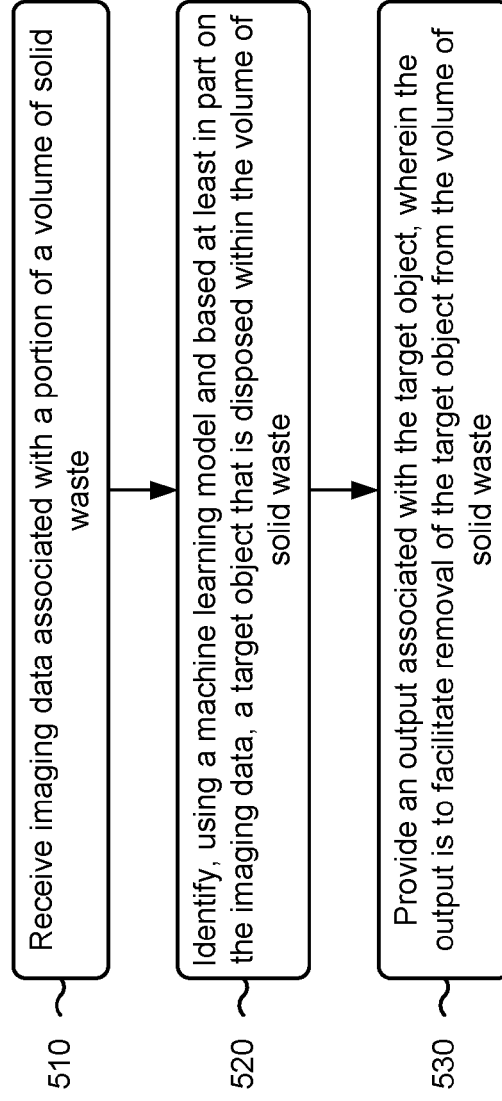 510
Receive imaging data associated with a portion of a volume of solid
waste
520
Identify, using a machine learning model and based at least in part on
the imaging data, a target object that is disposed within the volume of
solid waste
530
Provide an output associated with the target object, wherein the
output is to facilitate removal of the target object from the volume of
solid waste